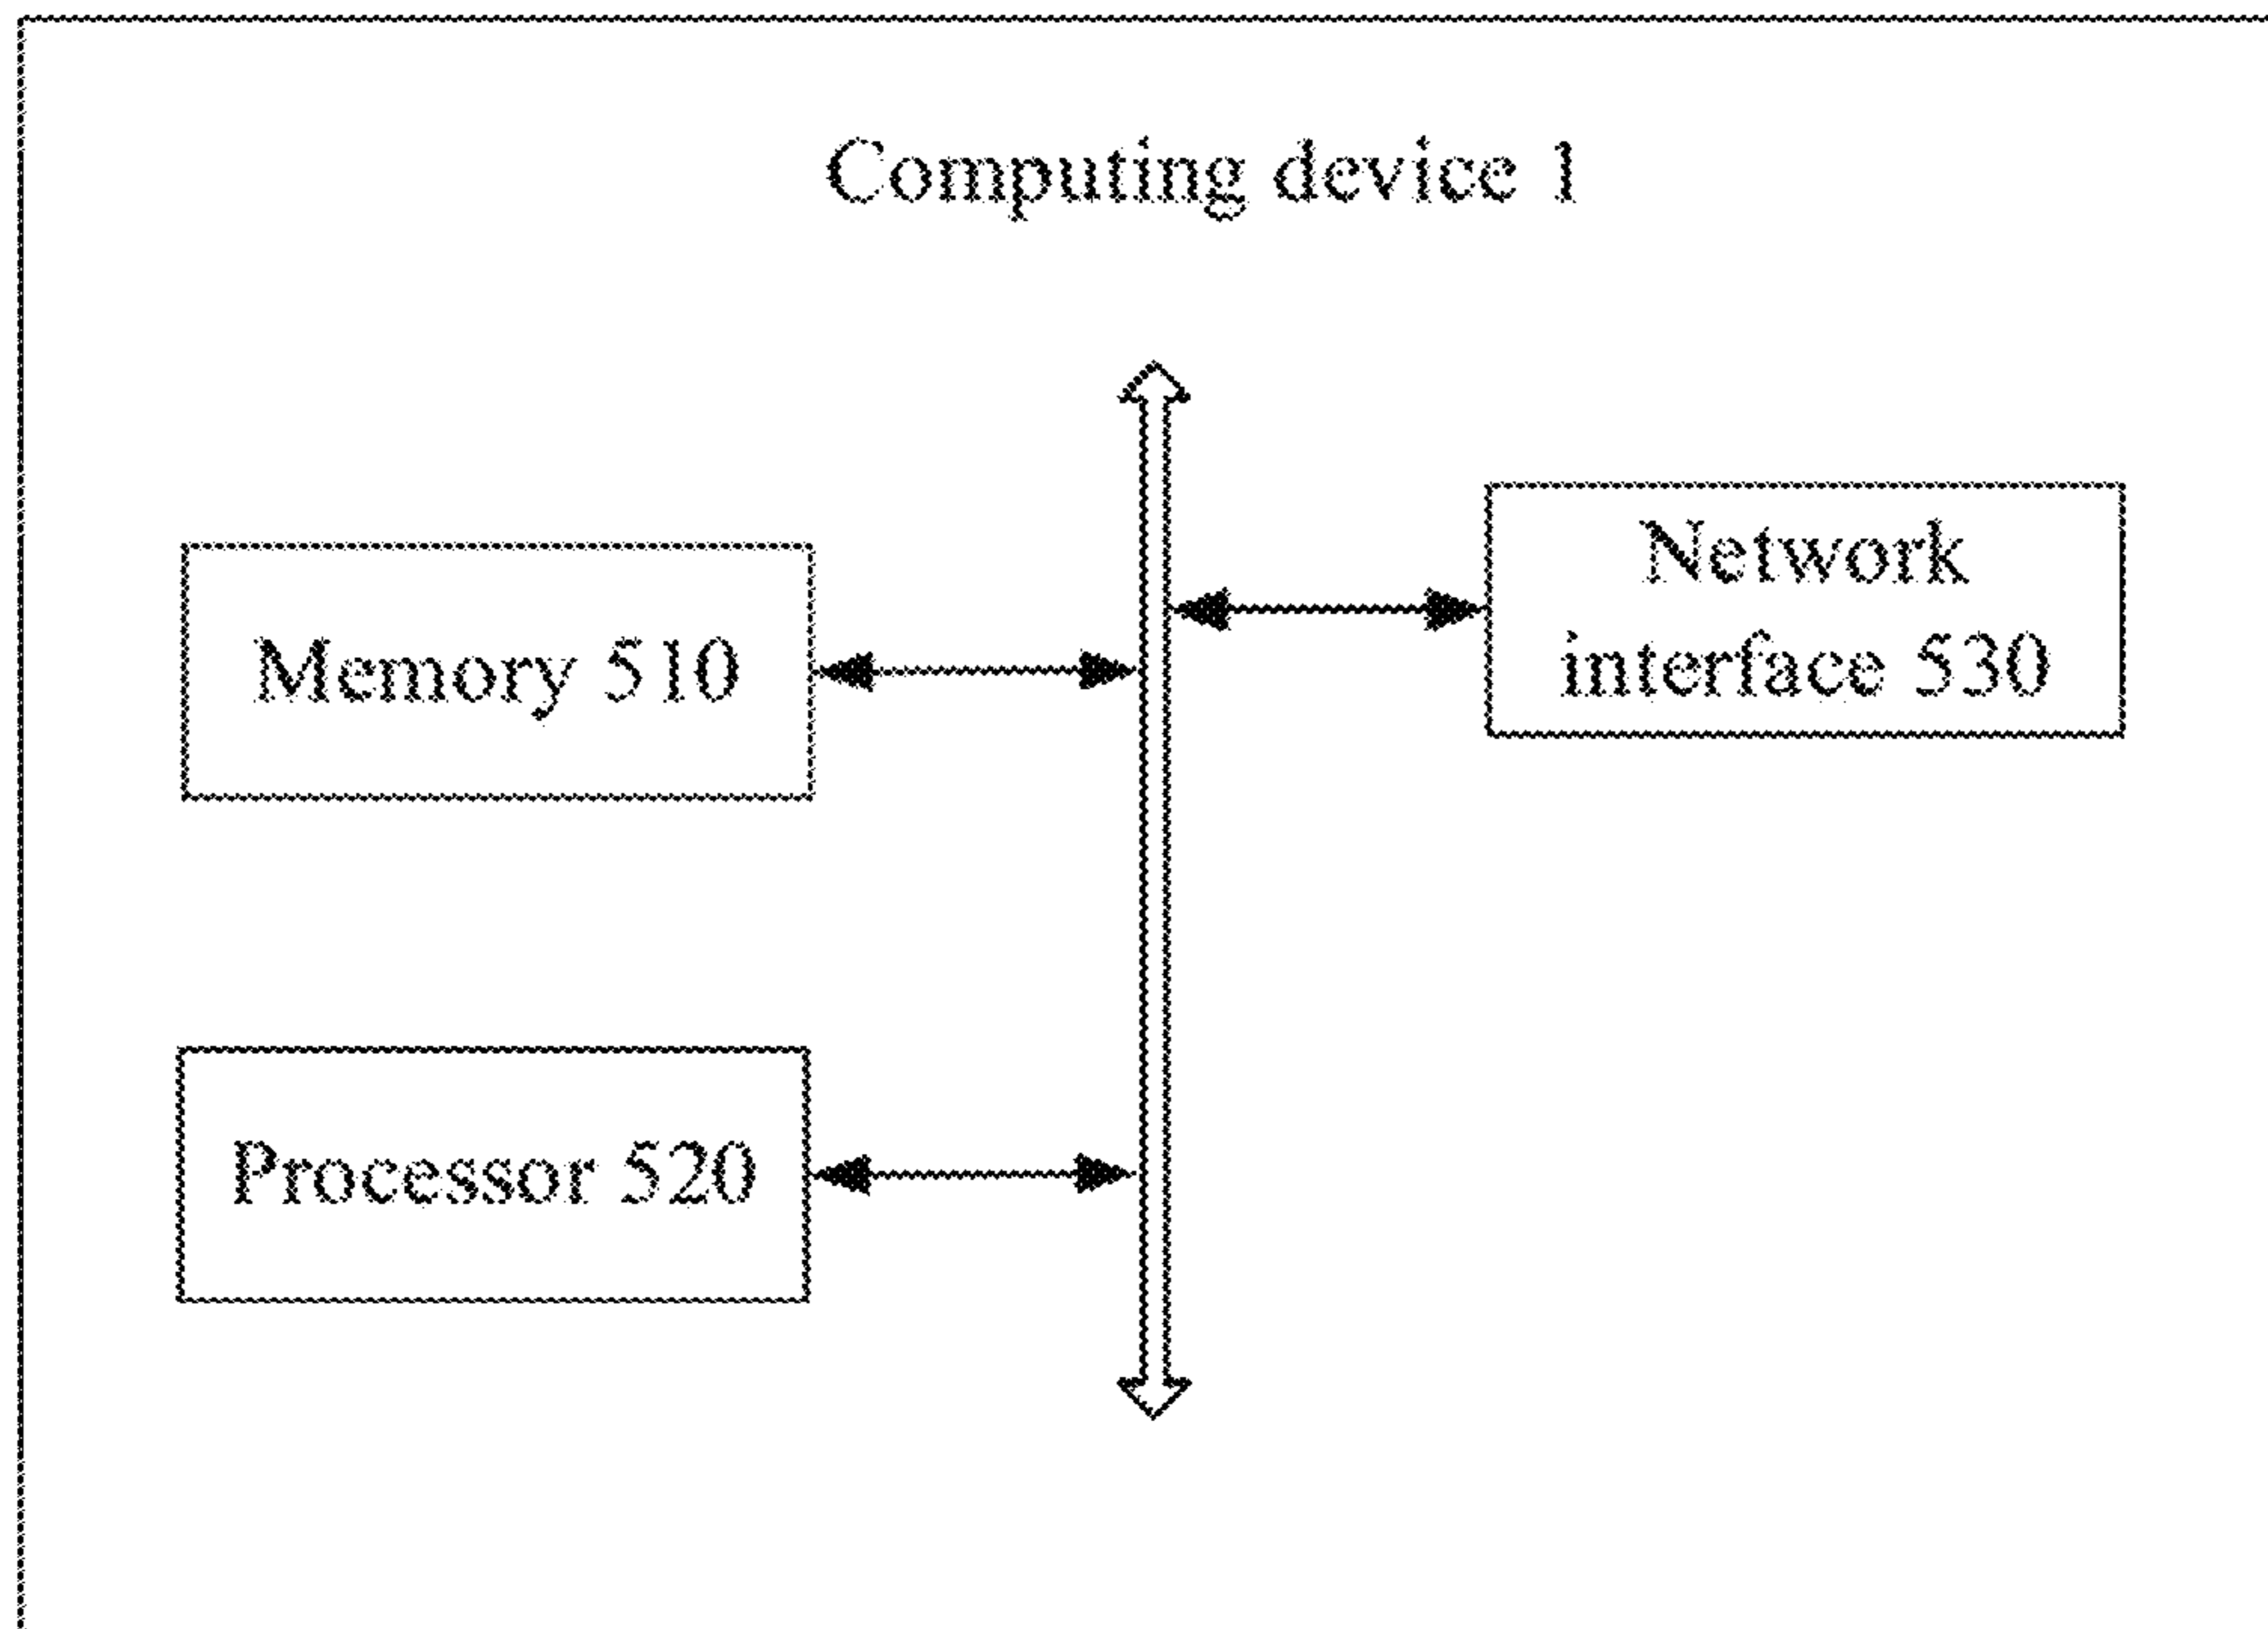 Computing device 1
Network
interface 530
Memory 510
Processor 520